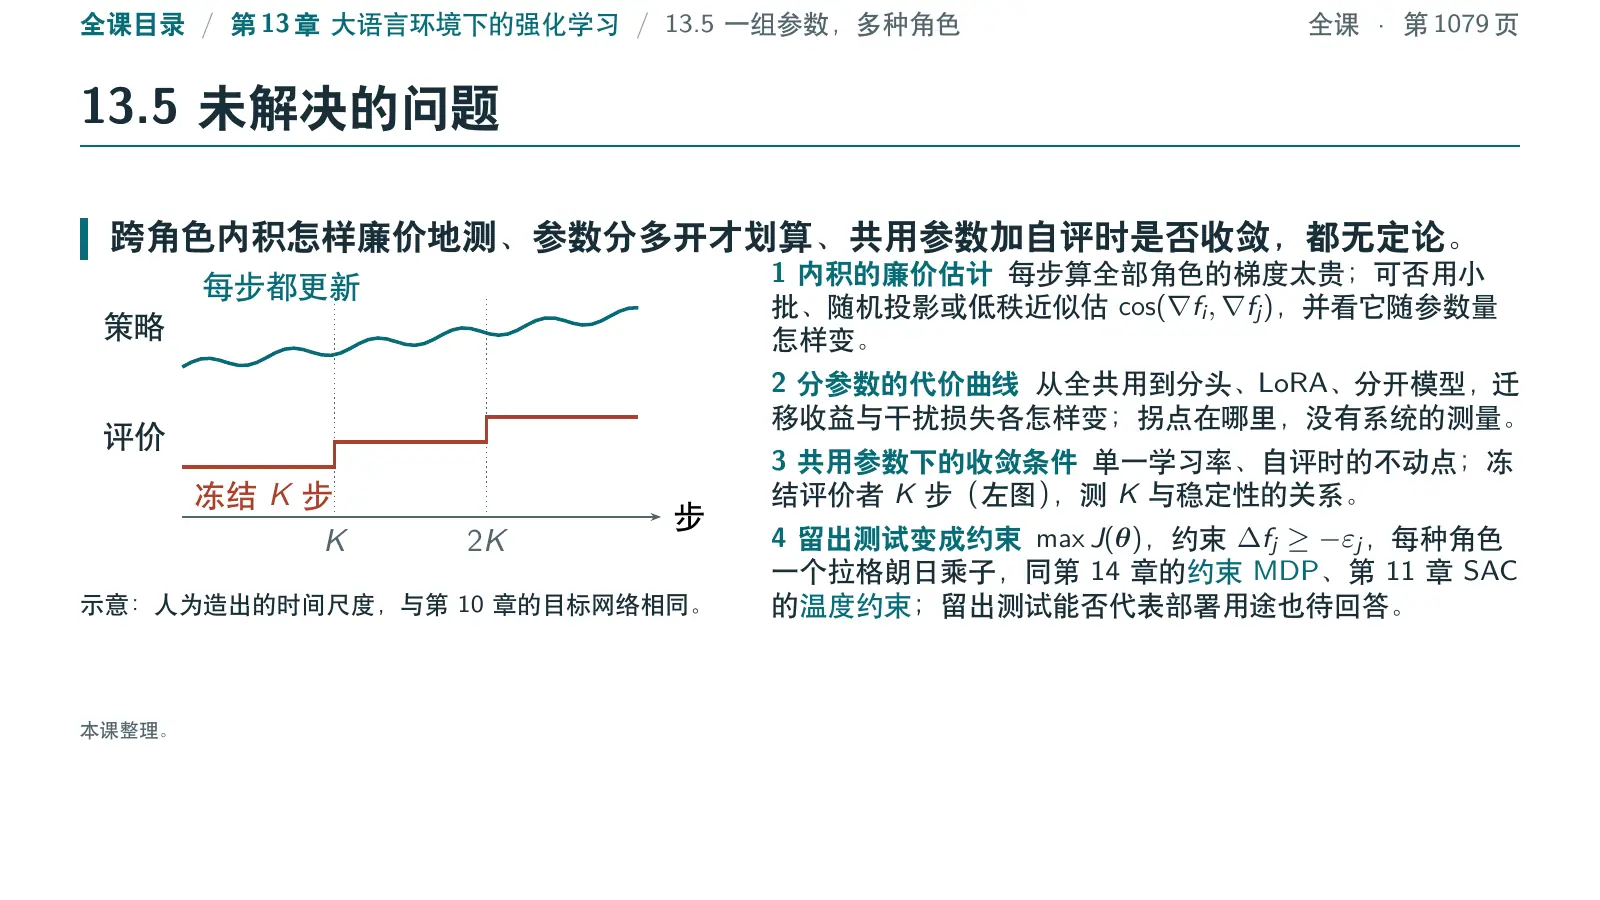 全课目录 / 第 13 章 大语言环境下的强化学习 / 13.5 一组参数，多种角色
全课 · 第 1079 页
13.5 未解决的问题
跨角色内积怎样廉价地测、参数分多开才划算、共用参数加自评时是否收敛，都无定论。
每步都更新
策略
评价
冻结 K 步
步
K
2K
示意：人为造出的时间尺度，与第 10 章的目标网络相同。
1 内积的廉价估计 每步算全部角色的梯度太贵；可否用小
批、随机投影或低秩近似估 cos(∇fᵢ, ∇fⱼ)，并看它随参数量
怎样变。
2 分参数的代价曲线 从全共用到分头、LoRA、分开模型，迁
移收益与干扰损失各怎样变；拐点在哪里，没有系统的测量。
3 共用参数下的收敛条件 单一学习率、自评时的不动点；冻
结评价者 K 步（左图），测 K 与稳定性的关系。
4 留出测试变成约束 max J(θ)，约束 Δfⱼ ≥ −εⱼ，每种角色
一个拉格朗日乘子，同第 14 章的约束 MDP、第 11 章 SAC
的温度约束；留出测试能否代表部署用途也待回答。
本课整理。